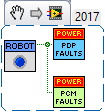 2017
ROBOT
POWER
PDP
FAULTS
POWER
PCM
FAULTS